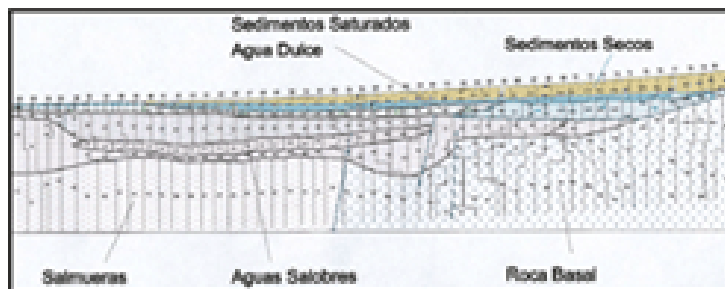 Sedimentos Saturados
Agua Dulce
Sedimentos Secos
Salmueras
Aguas Salobres
Roca Basal